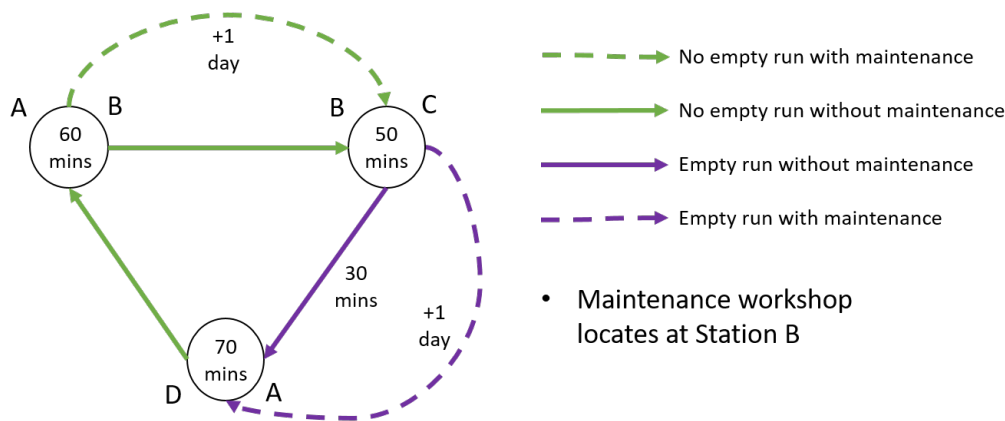 +1
day
A
B
B
C
60
mins
50
mins
30
mins
+1
day
70
mins
D
A
No empty run with maintenance
No empty run without maintenance
Empty run without maintenance
Empty run with maintenance
• Maintenance workshop
locates at Station B